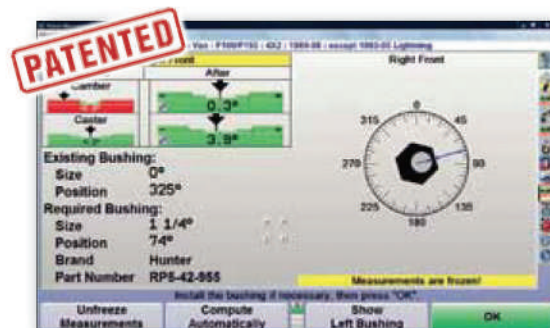 PATENTED
Van : F100/F150 : 4X2 : 1980-96 : except 1993-95 Lightning
Front
Right Front
After
Camber
0.3°
Caster
3.9°
0
45
90
135
180
225
270
315
Existing Bushing:
Size 0°
Position 325°
Required Bushing:
Size 1 1/4°
Position 74°
Brand Hunter
Part Number RP5-42-955
Measurements are frozen!
Install the bushing if necessary, then press "OK"
Unfreeze Measurements
Compute Automatically
Show Left Bushing
OK